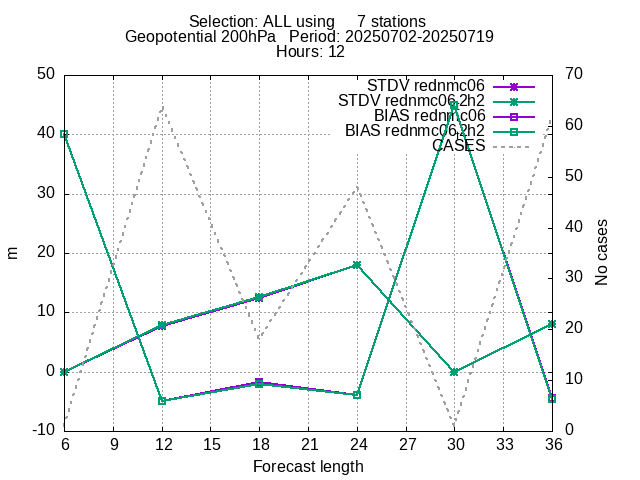 Selection: ALL using     7 stations
Geopotential 200hPa   Period: 20250702-20250719
Hours: 12
STDV rednmc06
STDV rednmc06.2h2
BIAS rednmc06
BIAS rednmc06.2h2
CASES
50
40
30
20
10
0
-10
70
60
50
40
30
20
10
0
m
No cases
6 9 12 15 18 21 24 27 30 33 36
Forecast length